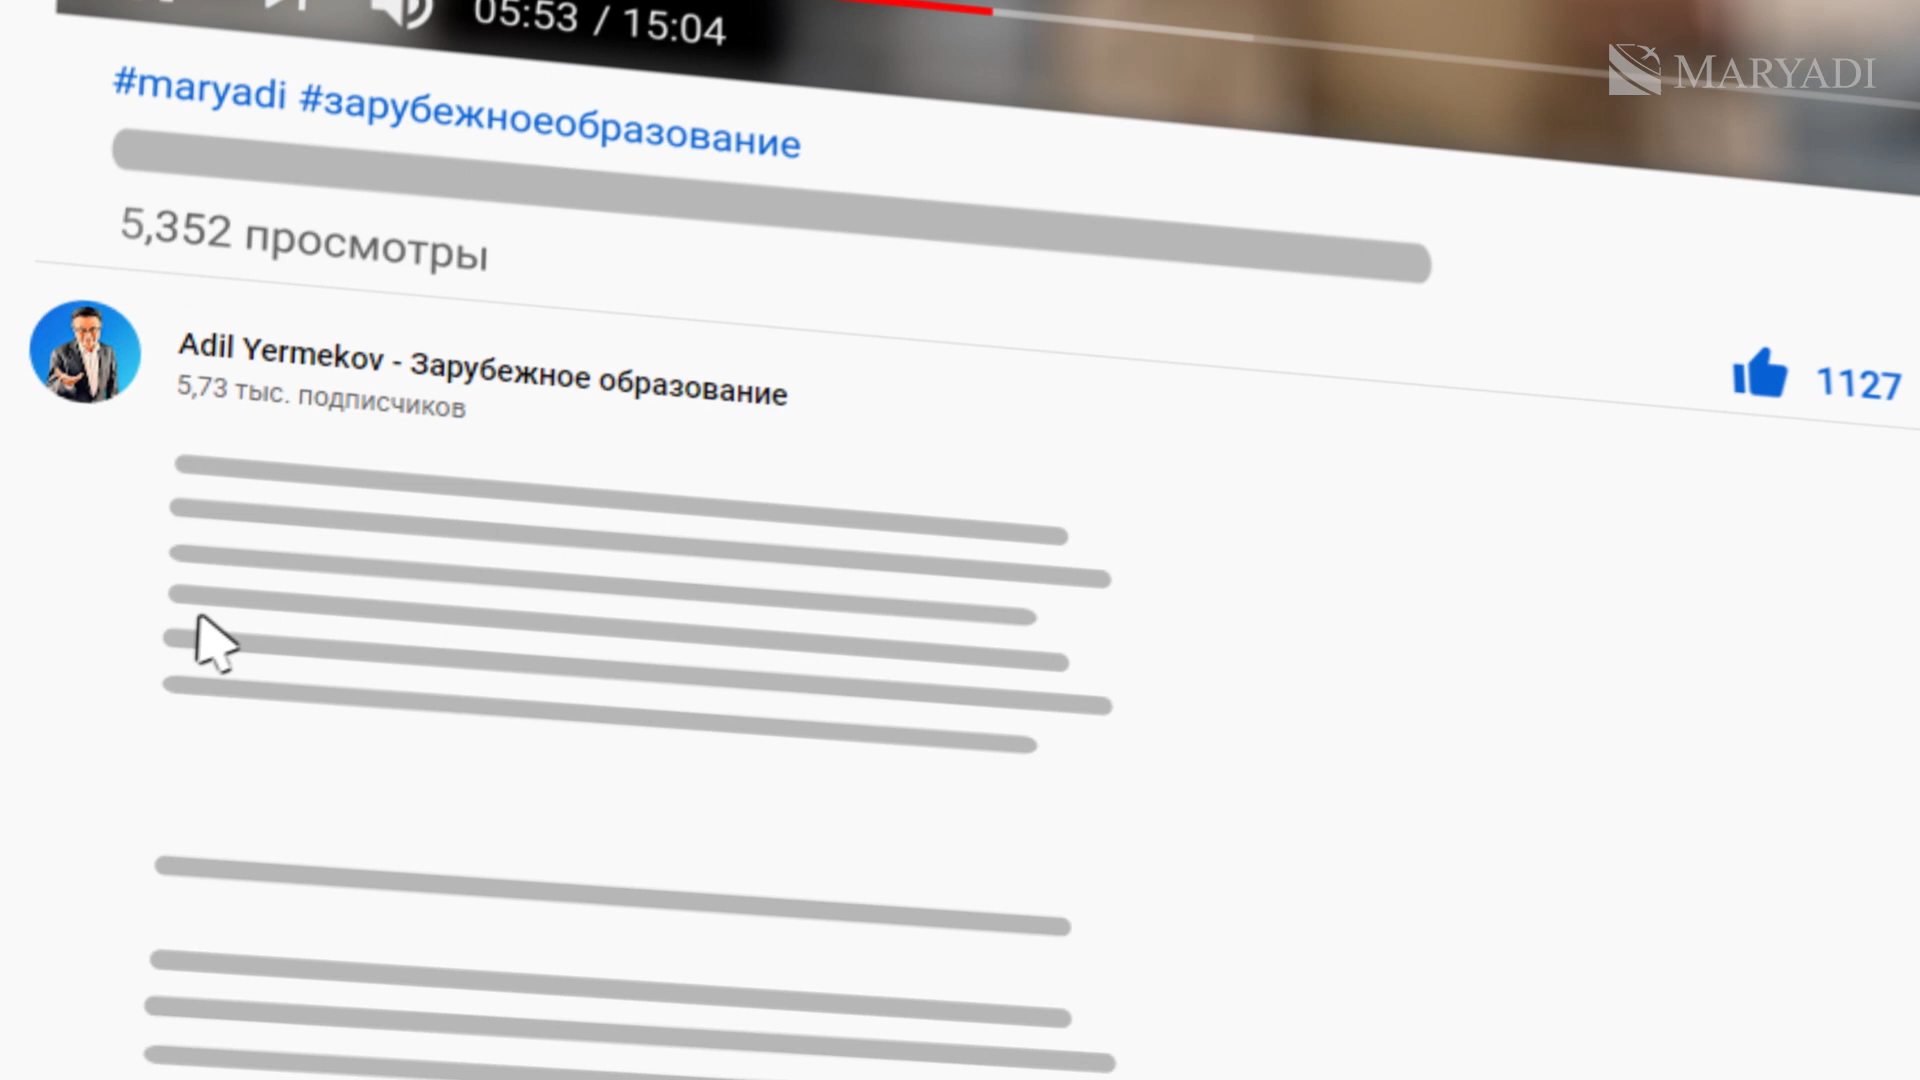 05:53 / 15:04
MARYADI
#maryadi #зарубежноеобразование
5,352 просмотры
Adil Yermekov - Зарубежное образование
5,73 тыс. подписчиков
1127